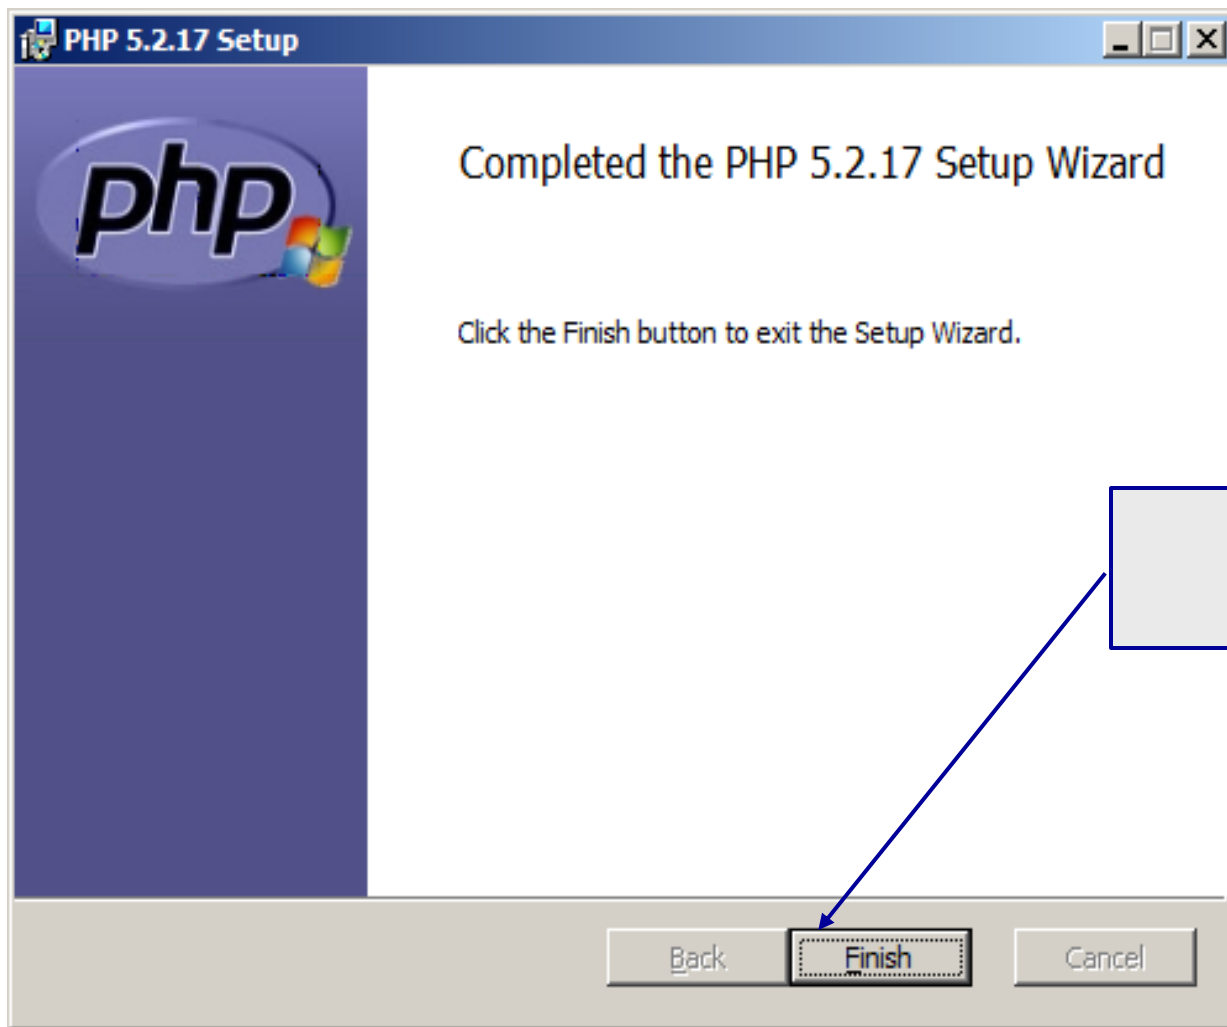 PHP 5.2.17 Setup
php
Completed the PHP 5.2.17 Setup Wizard
Click the Finish button to exit the Setup Wizard.
Back Finish Cancel